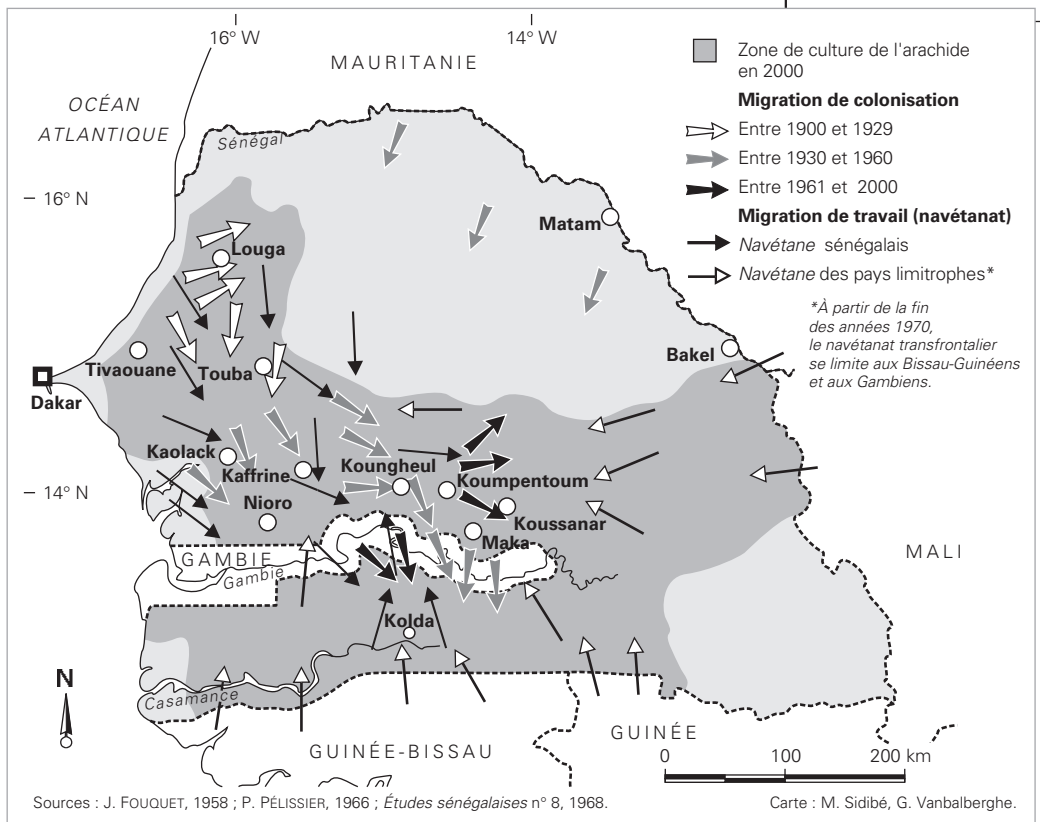 16° W
14° W
MAURITANIE
OCÉAN
ATLANTIQUE
Sénégal
16° N
Matam
Louga
Tivaouane
Touba
Bakel
Dakar
Kaolack
Kaffrine
Koungheul
Koumpentoum
14° N
Nioro
Koussanar
Maka
GAMBIE
Gambie
MALI
Kolda
N
Casamance
GUINÉE-BISSAU
GUINÉE
Zone de culture de l'arachide
en 2000
Migration de colonisation
Entre 1900 et 1929
Entre 1930 et 1960
Entre 1961 et 2000
Migration de travail (navétanat)
Navétane sénégalais
Navétane des pays limitrophes*
*À partir de la fin
des années 1970,
le navétanat transfrontalier
se limite aux Bissau-Guinéens
et aux Gambiens.
0 100 200 km
Sources : J. FOUQUET, 1958 ; P. PÉLISSIER, 1966 ; Études sénégalaises n° 8, 1968.
Carte : M. Sidibé, G. Vanbalberghe.